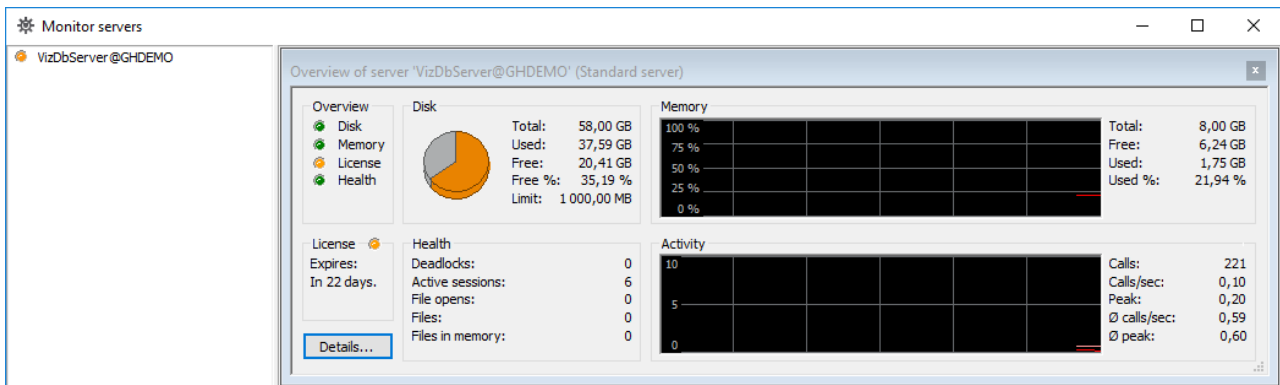 Monitor servers
VizDbServer@GHDEMO
Overview of server 'VizDbServer@GHDEMO' (Standard server)
Overview
Disk
Memory
License
Health
Disk
Total: 58,00 GB
Used: 37,59 GB
Free: 20,41 GB
Free %: 35,19 %
Limit: 1 000,00 MB
Memory
100 %
75 %
50 %
25 %
0 %
Total: 8,00 GB
Free: 6,24 GB
Used: 1,75 GB
Used %: 21,94 %
License
Expires:
In 22 days.
Details...
Health
Deadlocks: 0
Active sessions: 6
File opens: 0
Files: 0
Files in memory: 0
Activity
10
5
0
Calls: 221
Calls/sec: 0,10
Peak: 0,20
Ø calls/sec: 0,59
Ø peak: 0,60